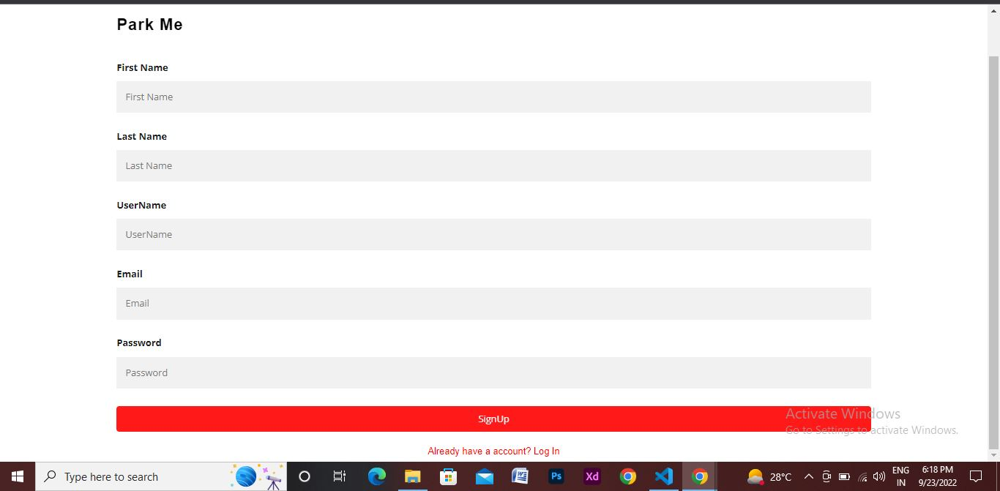 Park Me
First Name
First Name
Last Name
Last Name
UserName
UserName
Email
Email
Password
Password
SignUp
Activate Windows
Go to Settings to activate Windows.
Already have a account? Log In
Type here to search
W
Ps
Xd
28°C
ENG
IN
6:18 PM
9/23/2022